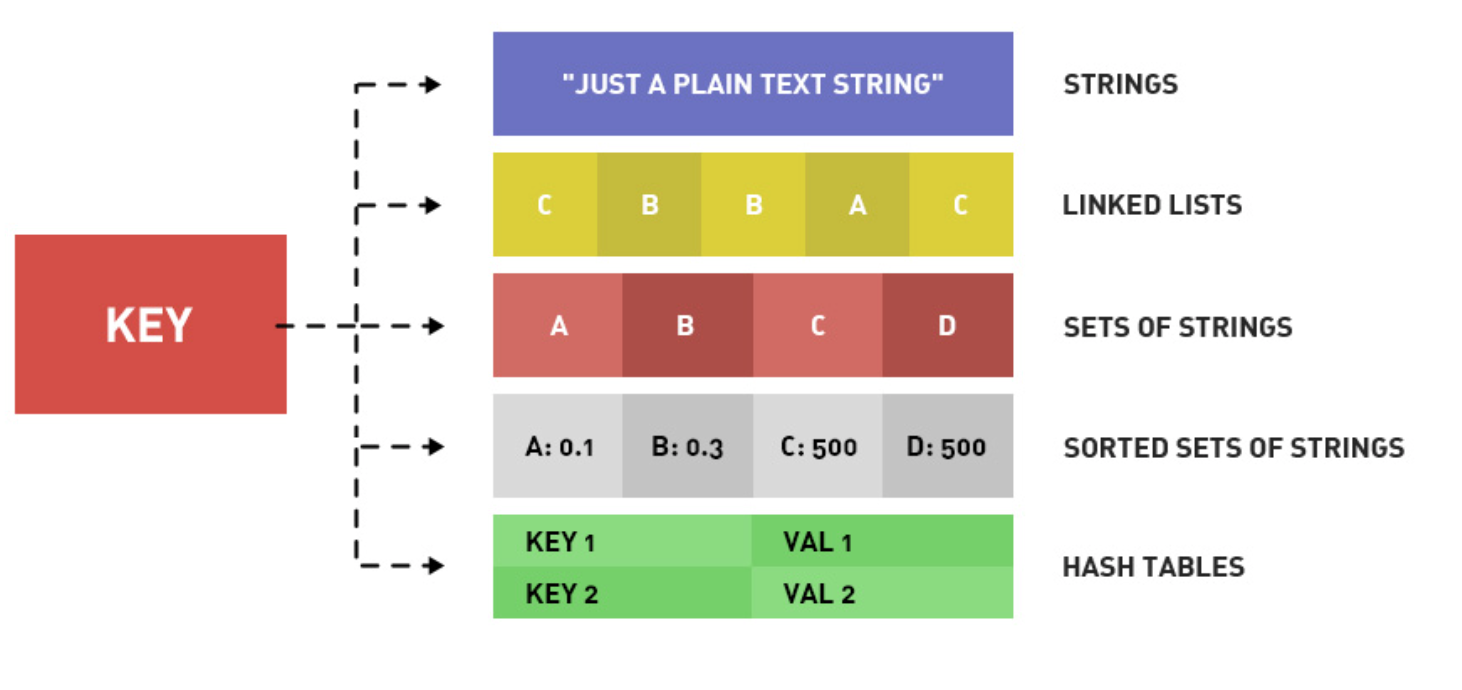 "JUST A PLAIN TEXT STRING"
STRINGS
C B B A C
LINKED LISTS
KEY
A B C D
SETS OF STRINGS
A: 0.1 B: 0.3 C: 500 D: 500
SORTED SETS OF STRINGS
KEY 1 VAL 1
KEY 2 VAL 2
HASH TABLES